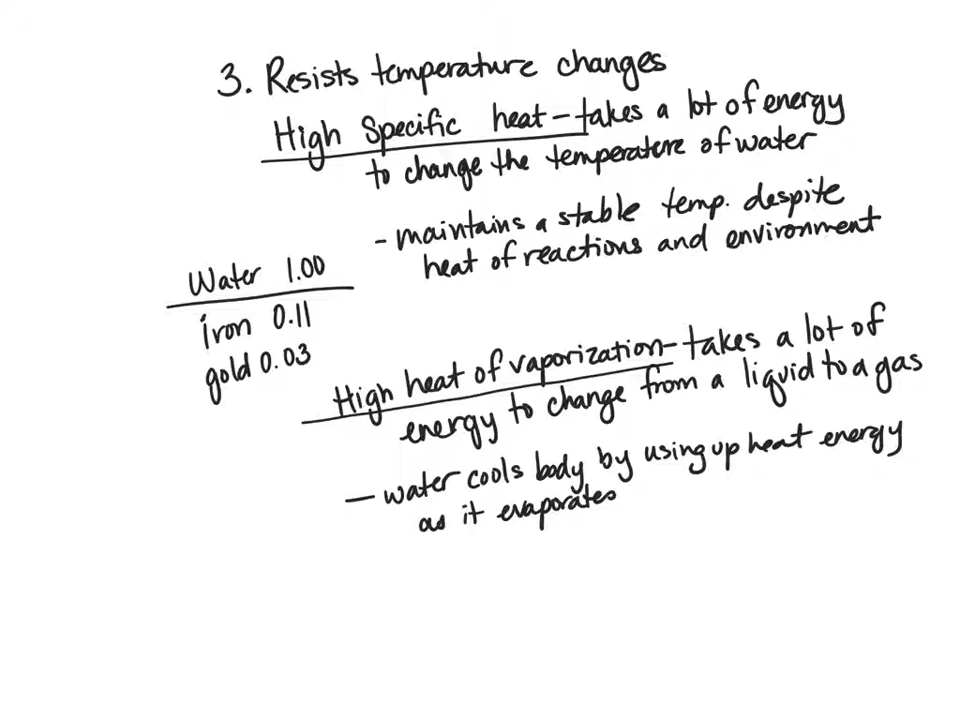 3. Resists temperature changes
High Specific heat - takes a lot of energy
to change the temperature of water
- maintains a stable temp. despite
heat of reactions and environment
Water 1.00
iron 0.11
gold 0.03
High heat of vaporization - takes a lot of
energy to change from a liquid to a gas
- water cools body by using up heat energy
as it evaporates